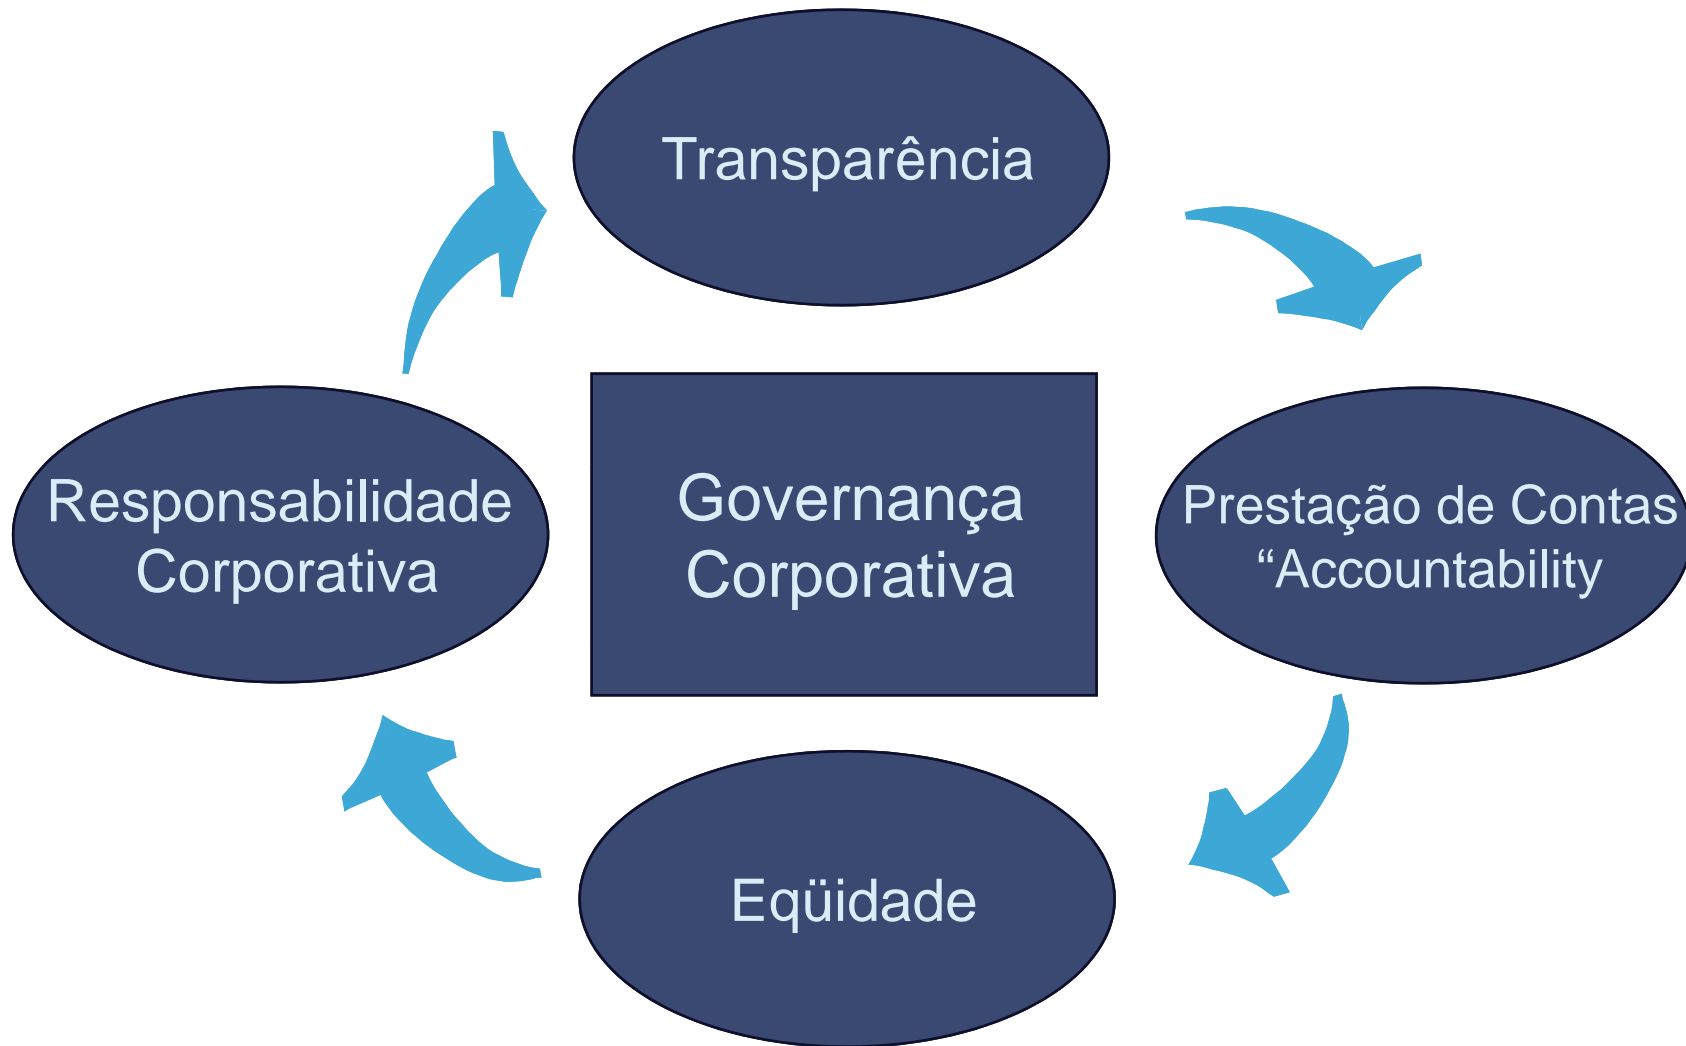 Transparência
Responsabilidade
Corporativa
Governança
Corporativa
Prestação de Contas
“Accountability
Eqüidade